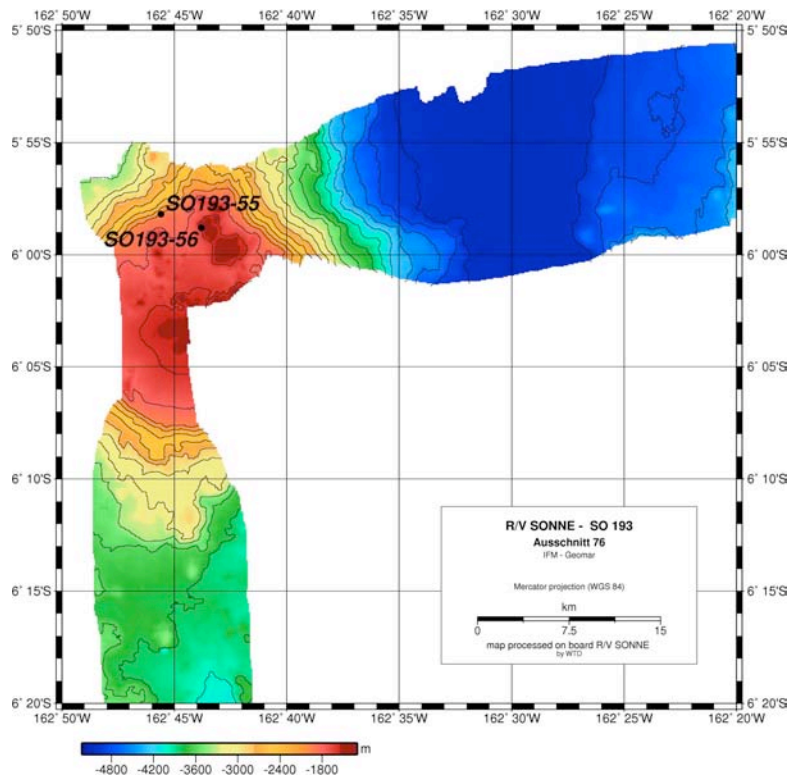 162˚ 50'W 162˚ 45'W 162˚ 40'W 162˚ 35'W 162˚ 30'W 162˚ 25'W 162˚ 20'W
5˚ 50'S 5˚ 50'S
5˚ 55'S 5˚ 55'S
SO193-55
SO193-56
6˚ 00'S 6˚ 00'S
6˚ 05'S 6˚ 05'S
6˚ 10'S 6˚ 10'S
R/V SONNE - SO 193
Ausschnitt 76
IFM - Geomar
Mercator projection (WGS 84)
km
0 7.5 15
map processed on board R/V SONNE
by WTD
6˚ 15'S 6˚ 15'S
6˚ 20'S 6˚ 20'S
162˚ 50'W 162˚ 45'W 162˚ 40'W 162˚ 35'W 162˚ 30'W 162˚ 25'W 162˚ 20'W
m
-4800 -4200 -3600 -3000 -2400 -1800